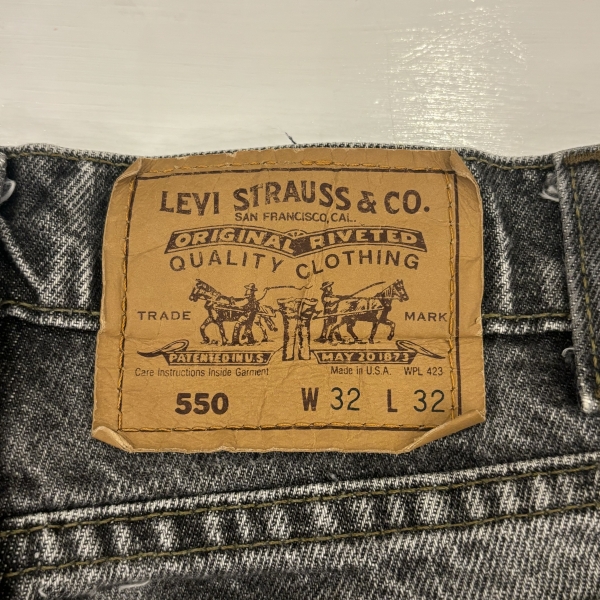 LEVI STRAUSS & CO.
SAN FRANCISCO, CAL.
ORIGINAL RIVETED
QUALITY CLOTHING
TRADE MARK
PATENTED IN U.S. MAY 20 1873
Care Instructions Inside Garment Made in U.S.A. WPL 423
550 W 32 L 32